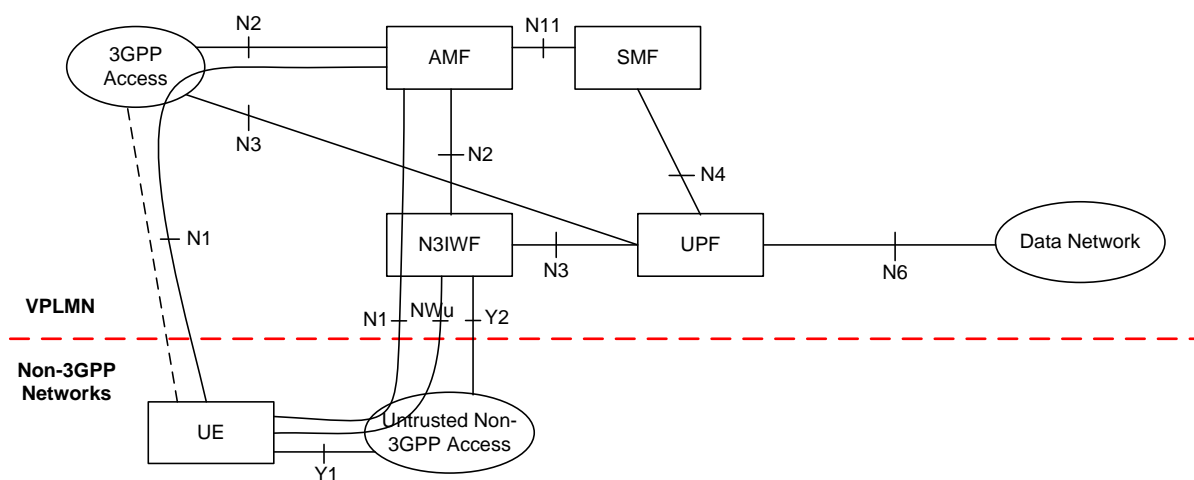 N2
3GPP
Access
AMF
N11
SMF
N3
N2
N4
N1
N3IWF
N3
UPF
N6
Data Network
VPLMN
N1
NWu
Y2
Non-3GPP
Networks
UE
Untrusted Non-
3GPP Access
Y1